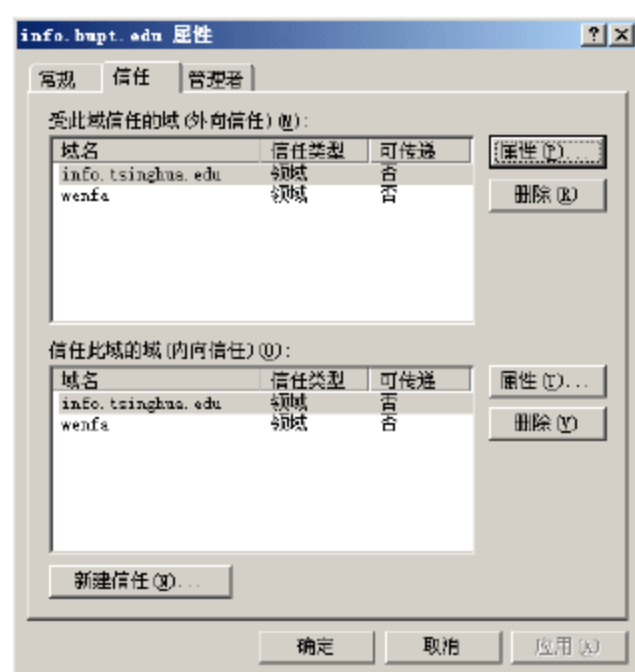 info.bupt.edu 属性
常规 信任 管理者
受此域信任的域(外向信任)(N):
域名 信任类型 可传递
info.tsinghua.edu 领域 否
wenfa 领域 否
属性(P)...
删除(R)
信任此域的域(内向信任)(O):
域名 信任类型 可传递
info.tsinghua.edu 领域 否
wenfa 领域 否
属性(T)...
删除(V)
新建信任(W)...
确定 取消 应用(A)